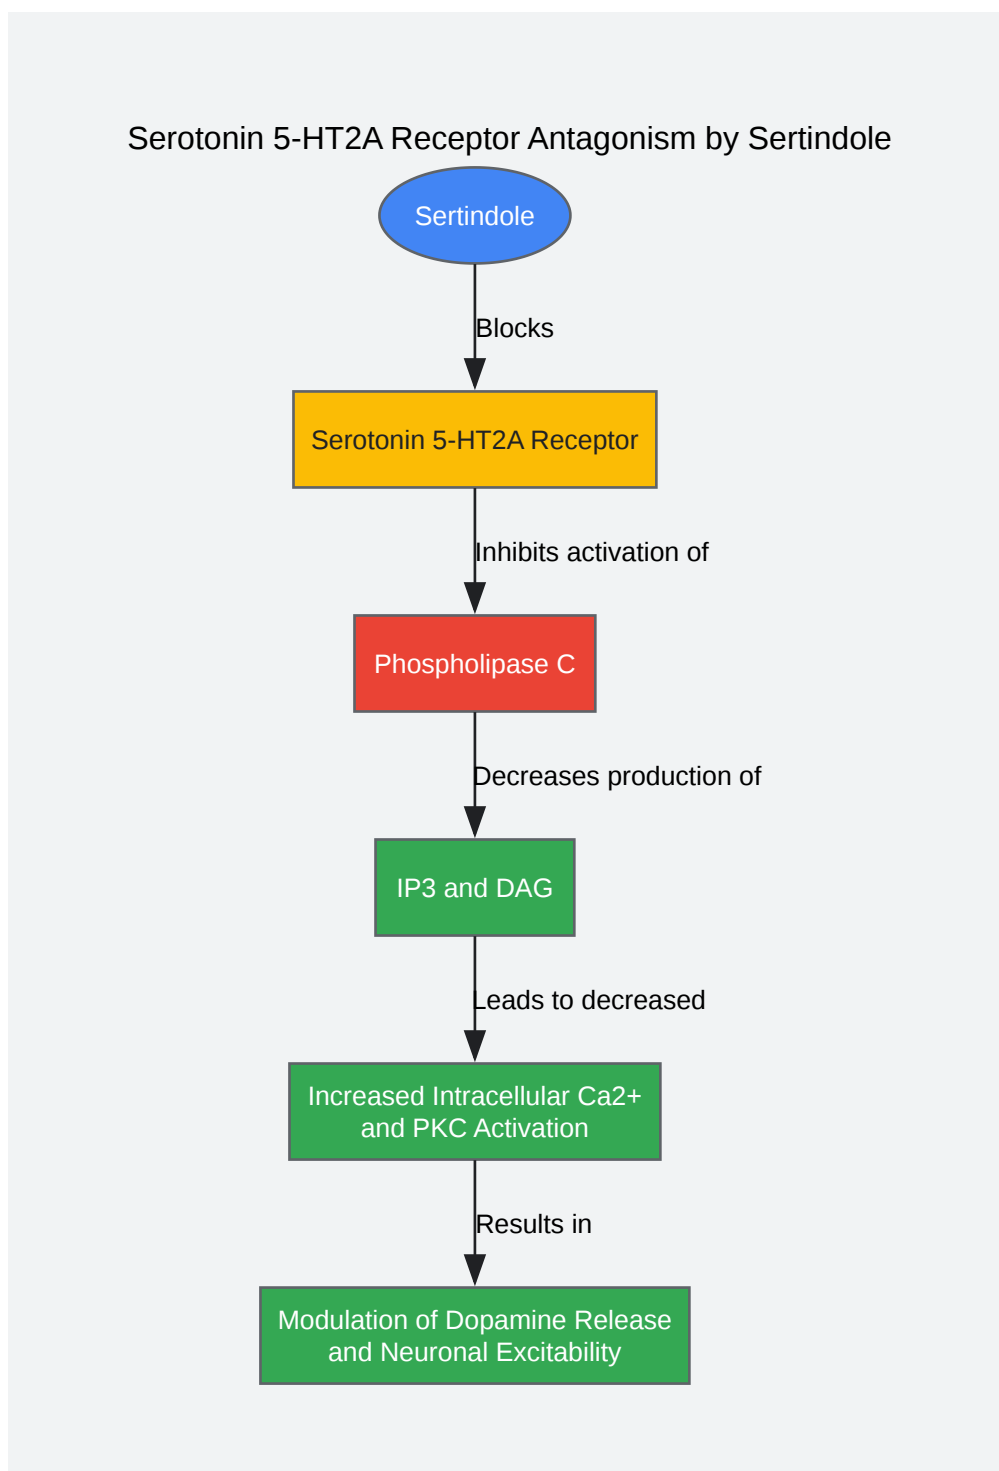 Serotonin 5-HT2A Receptor Antagonism by Sertindole
Sertindole
Blocks
Serotonin 5-HT2A Receptor
Inhibits activation of
Phospholipase C
Decreases production of
IP3 and DAG
Leads to decreased
Increased Intracellular Ca2+
and PKC Activation
Results in
Modulation of Dopamine Release
and Neuronal Excitability